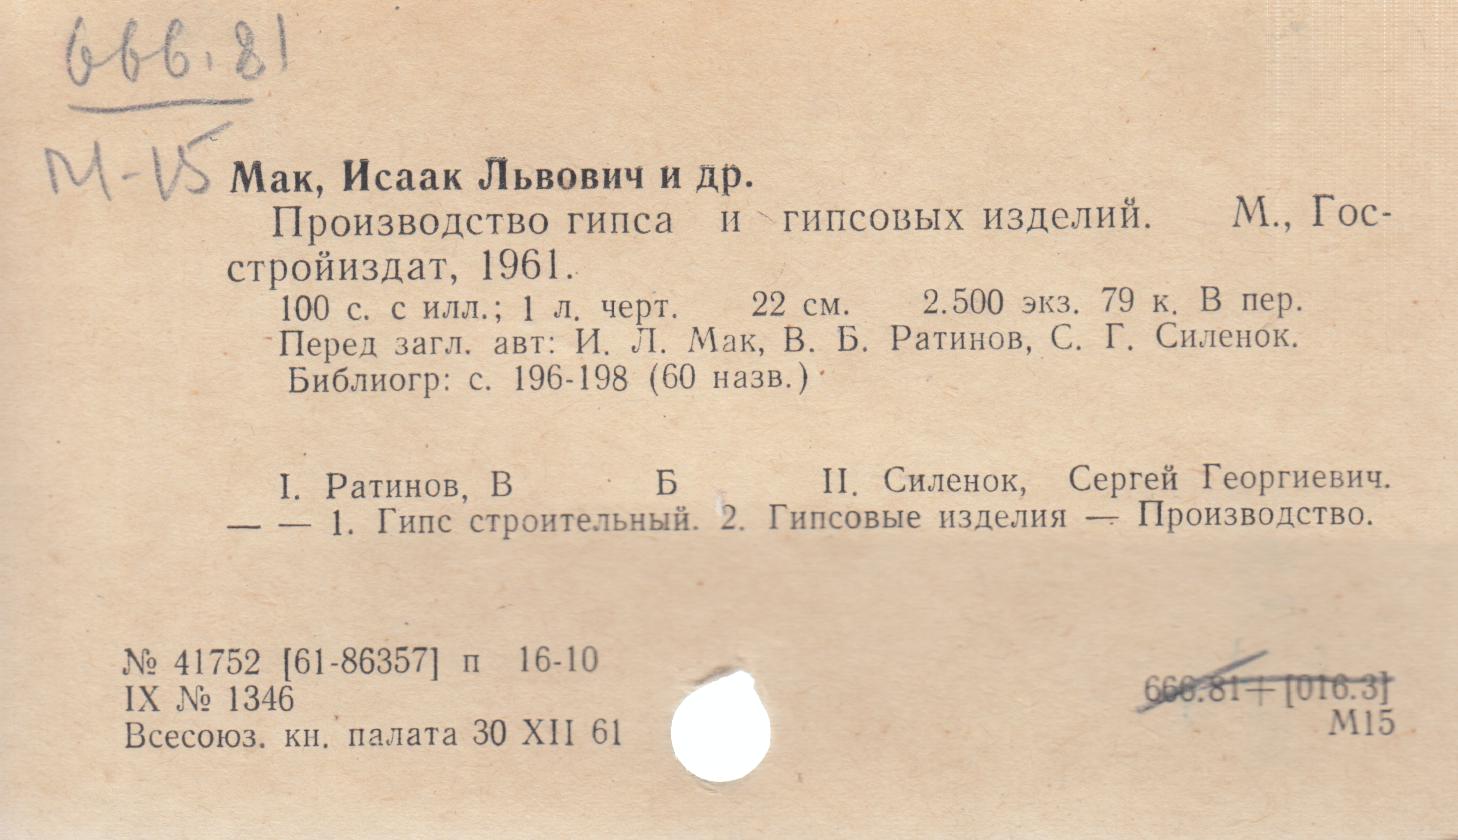 666.81
М-15
Мак, Исаак Львович и др.
Производство гипса и гипсовых изделий. М., Гос-
стройиздат, 1961.
100 с. с илл.; 1 л. черт. 22 см. 2.500 экз. 79 к. В пер.
Перед загл. авт: И. Л. Мак, В. Б. Ратинов, С. Г. Силенок.
Библиогр: с. 196-198 (60 назв.)
I. Ратинов, В Б II. Силенок, Сергей Георгиевич.
— — 1. Гипс строительный. 2. Гипсовые изделия — Производство.
№ 41752 [61-86357] п 16-10
IX № 1346
Всесоюз. кн. палата 30 XII 61
666.81+[016.3]
М15